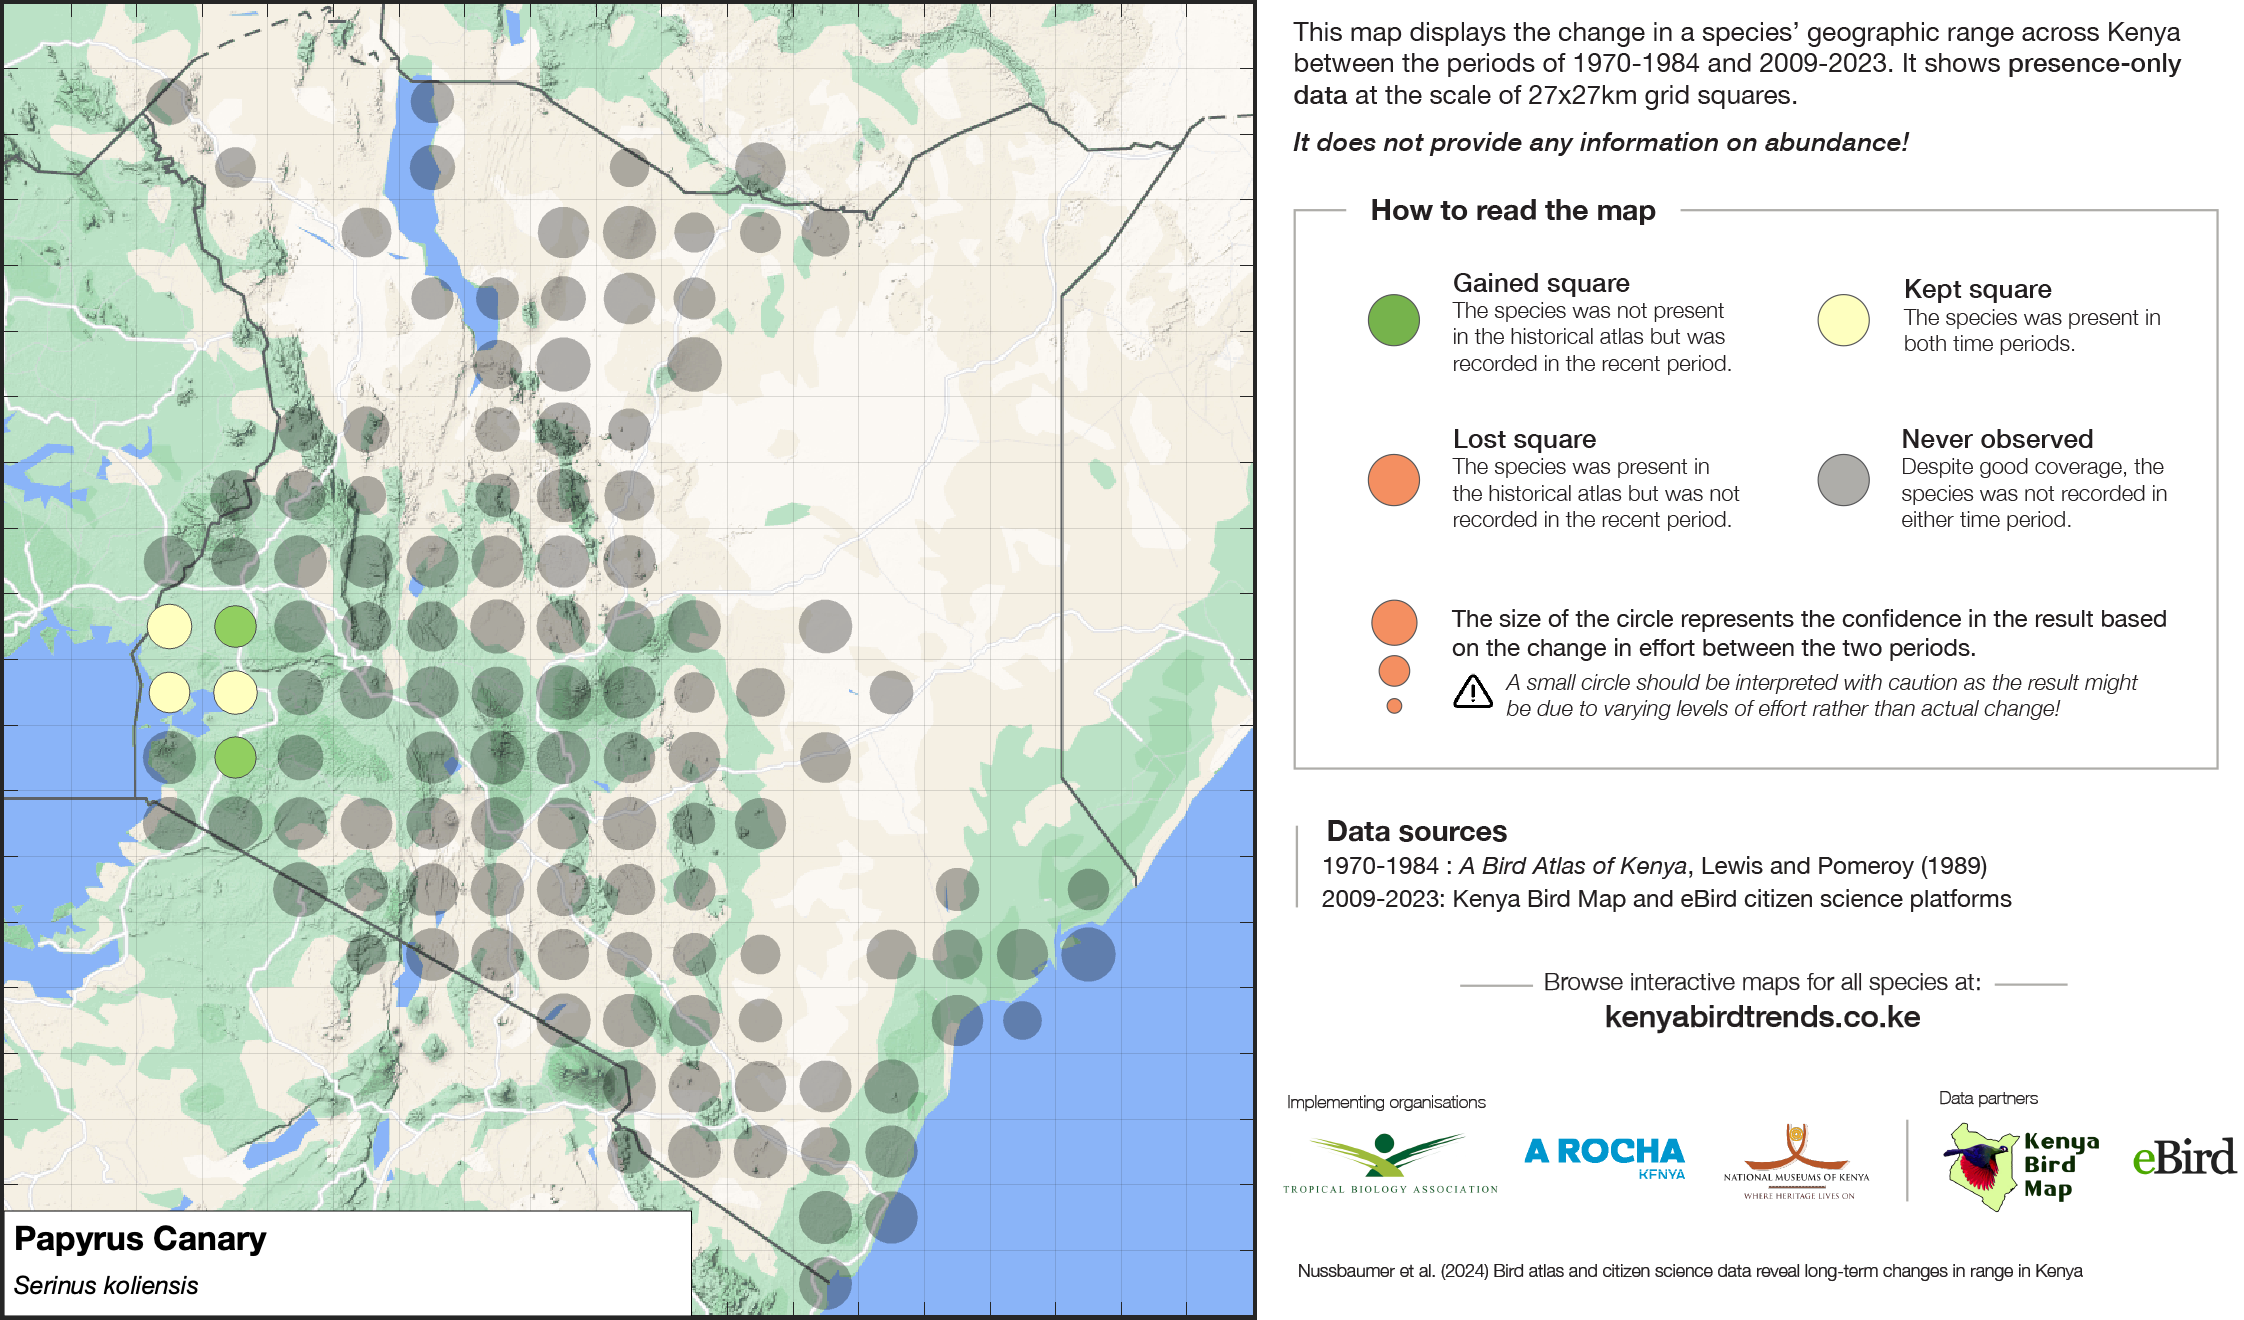 This map displays the change in a species’ geographic range across Kenya
between the periods of 1970-1984 and 2009-2023. It shows presence-only
data at the scale of 27x27km grid squares.
It does not provide any information on abundance!
How to read the map
Gained square
The species was not present
in the historical atlas but was
recorded in the recent period.
Kept square
The species was present in
both time periods.
Lost square
The species was present in
the historical atlas but was not
recorded in the recent period.
Never observed
Despite good coverage, the
species was not recorded in
either time period.
The size of the circle represents the confidence in the result based
on the change in effort between the two periods.
A small circle should be interpreted with caution as the result might
be due to varying levels of effort rather than actual change!
Data sources
1970-1984 : A Bird Atlas of Kenya, Lewis and Pomeroy (1989)
2009-2023: Kenya Bird Map and eBird citizen science platforms
Browse interactive maps for all species at:
kenyabirdtrends.co.ke
Implementing organisations
Data partners
TROPICAL BIOLOGY ASSOCIATION
A ROCHA
KENYA
NATIONAL MUSEUMS OF KENYA
WHERE HERITAGE LIVES ON
Kenya
Bird
Map
eBird
Papyrus Canary
Serinus koliensis
Nussbaumer et al. (2024) Bird atlas and citizen science data reveal long-term changes in range in Kenya